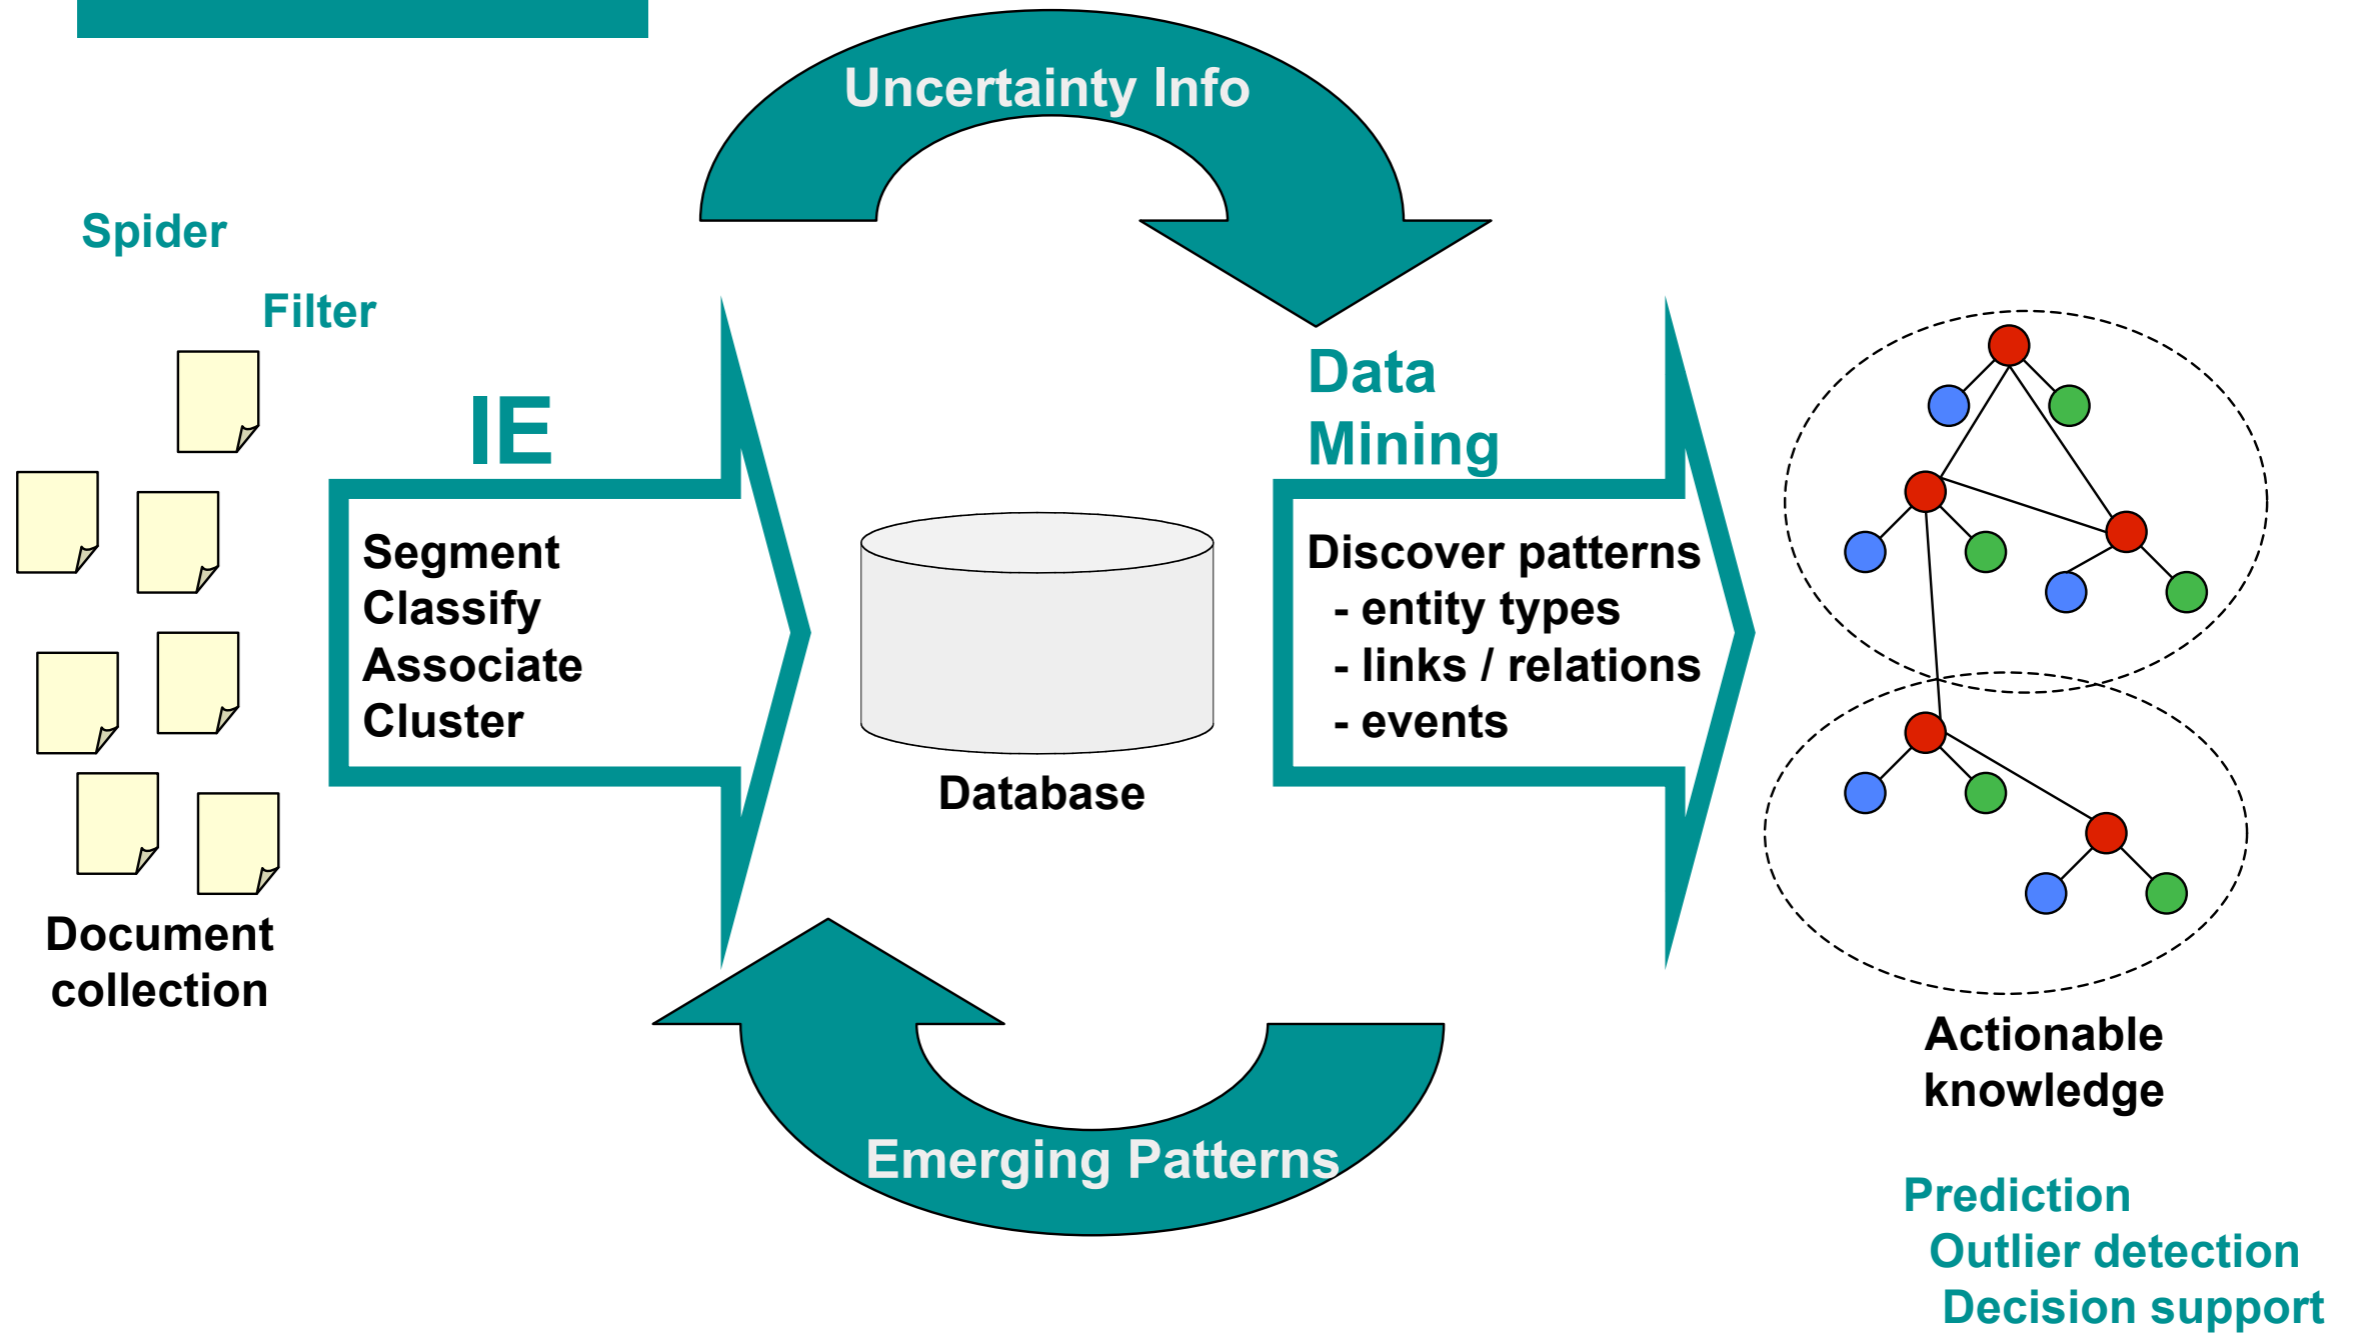 Uncertainty Info
Spider
Filter
IE
Segment
Classify
Associate
Cluster
Database
Data
Mining
Discover patterns
- entity types
- links / relations
- events
Document
collection
Emerging Patterns
Actionable
knowledge
Prediction
Outlier detection
Decision support